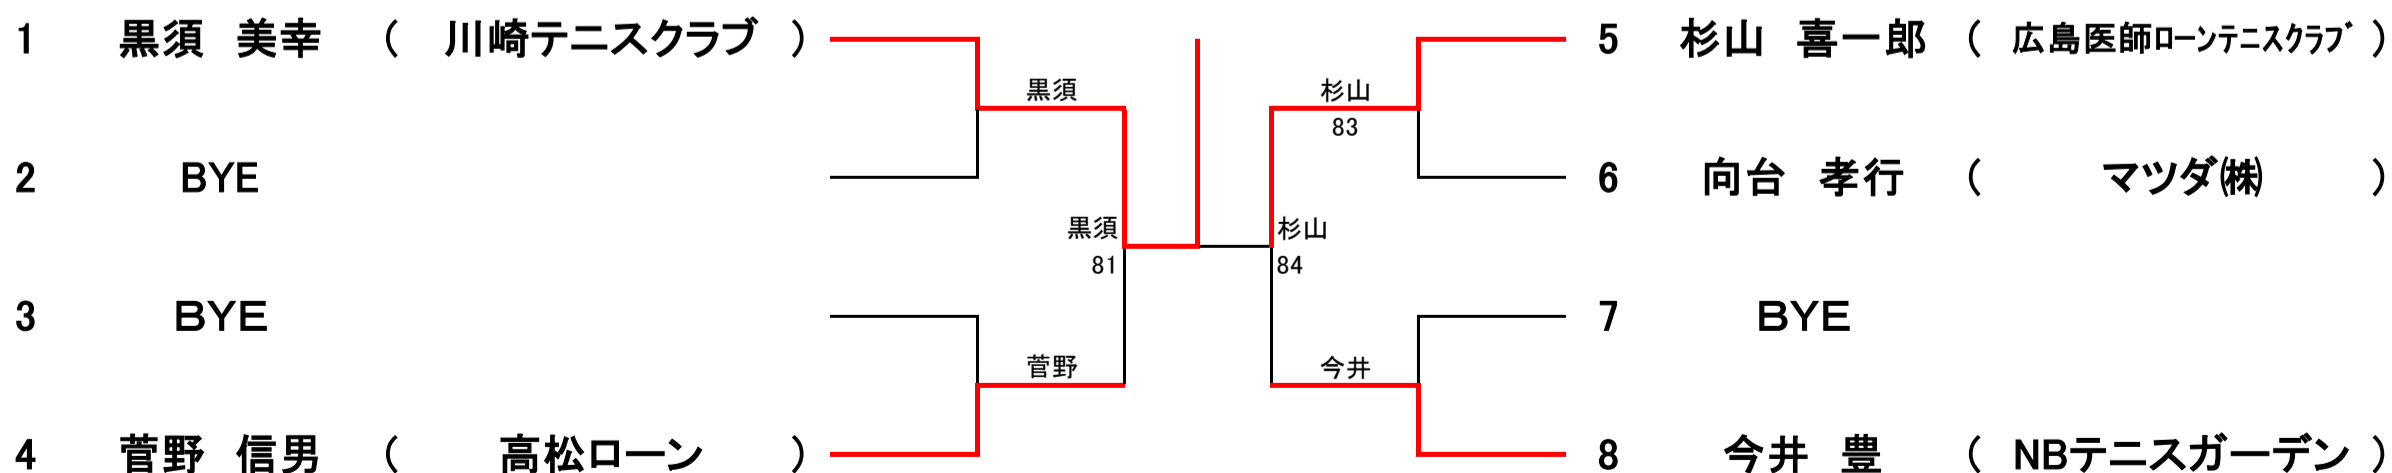 1 黒須 美幸 ( 川崎テニスクラブ ) 5 杉山 喜一郎 ( 広島医師ﾛｰﾝﾃﾆｽｸﾗﾌﾞ )
黒須 杉山
83
2 BYE 6 向台 孝行 ( マツダ㈱ )
黒須 杉山
81 84
3 BYE 7 BYE
菅野 今井
4 菅野 信男 ( 高松ローン ) 8 今井 豊 ( NBテニスガーデン )